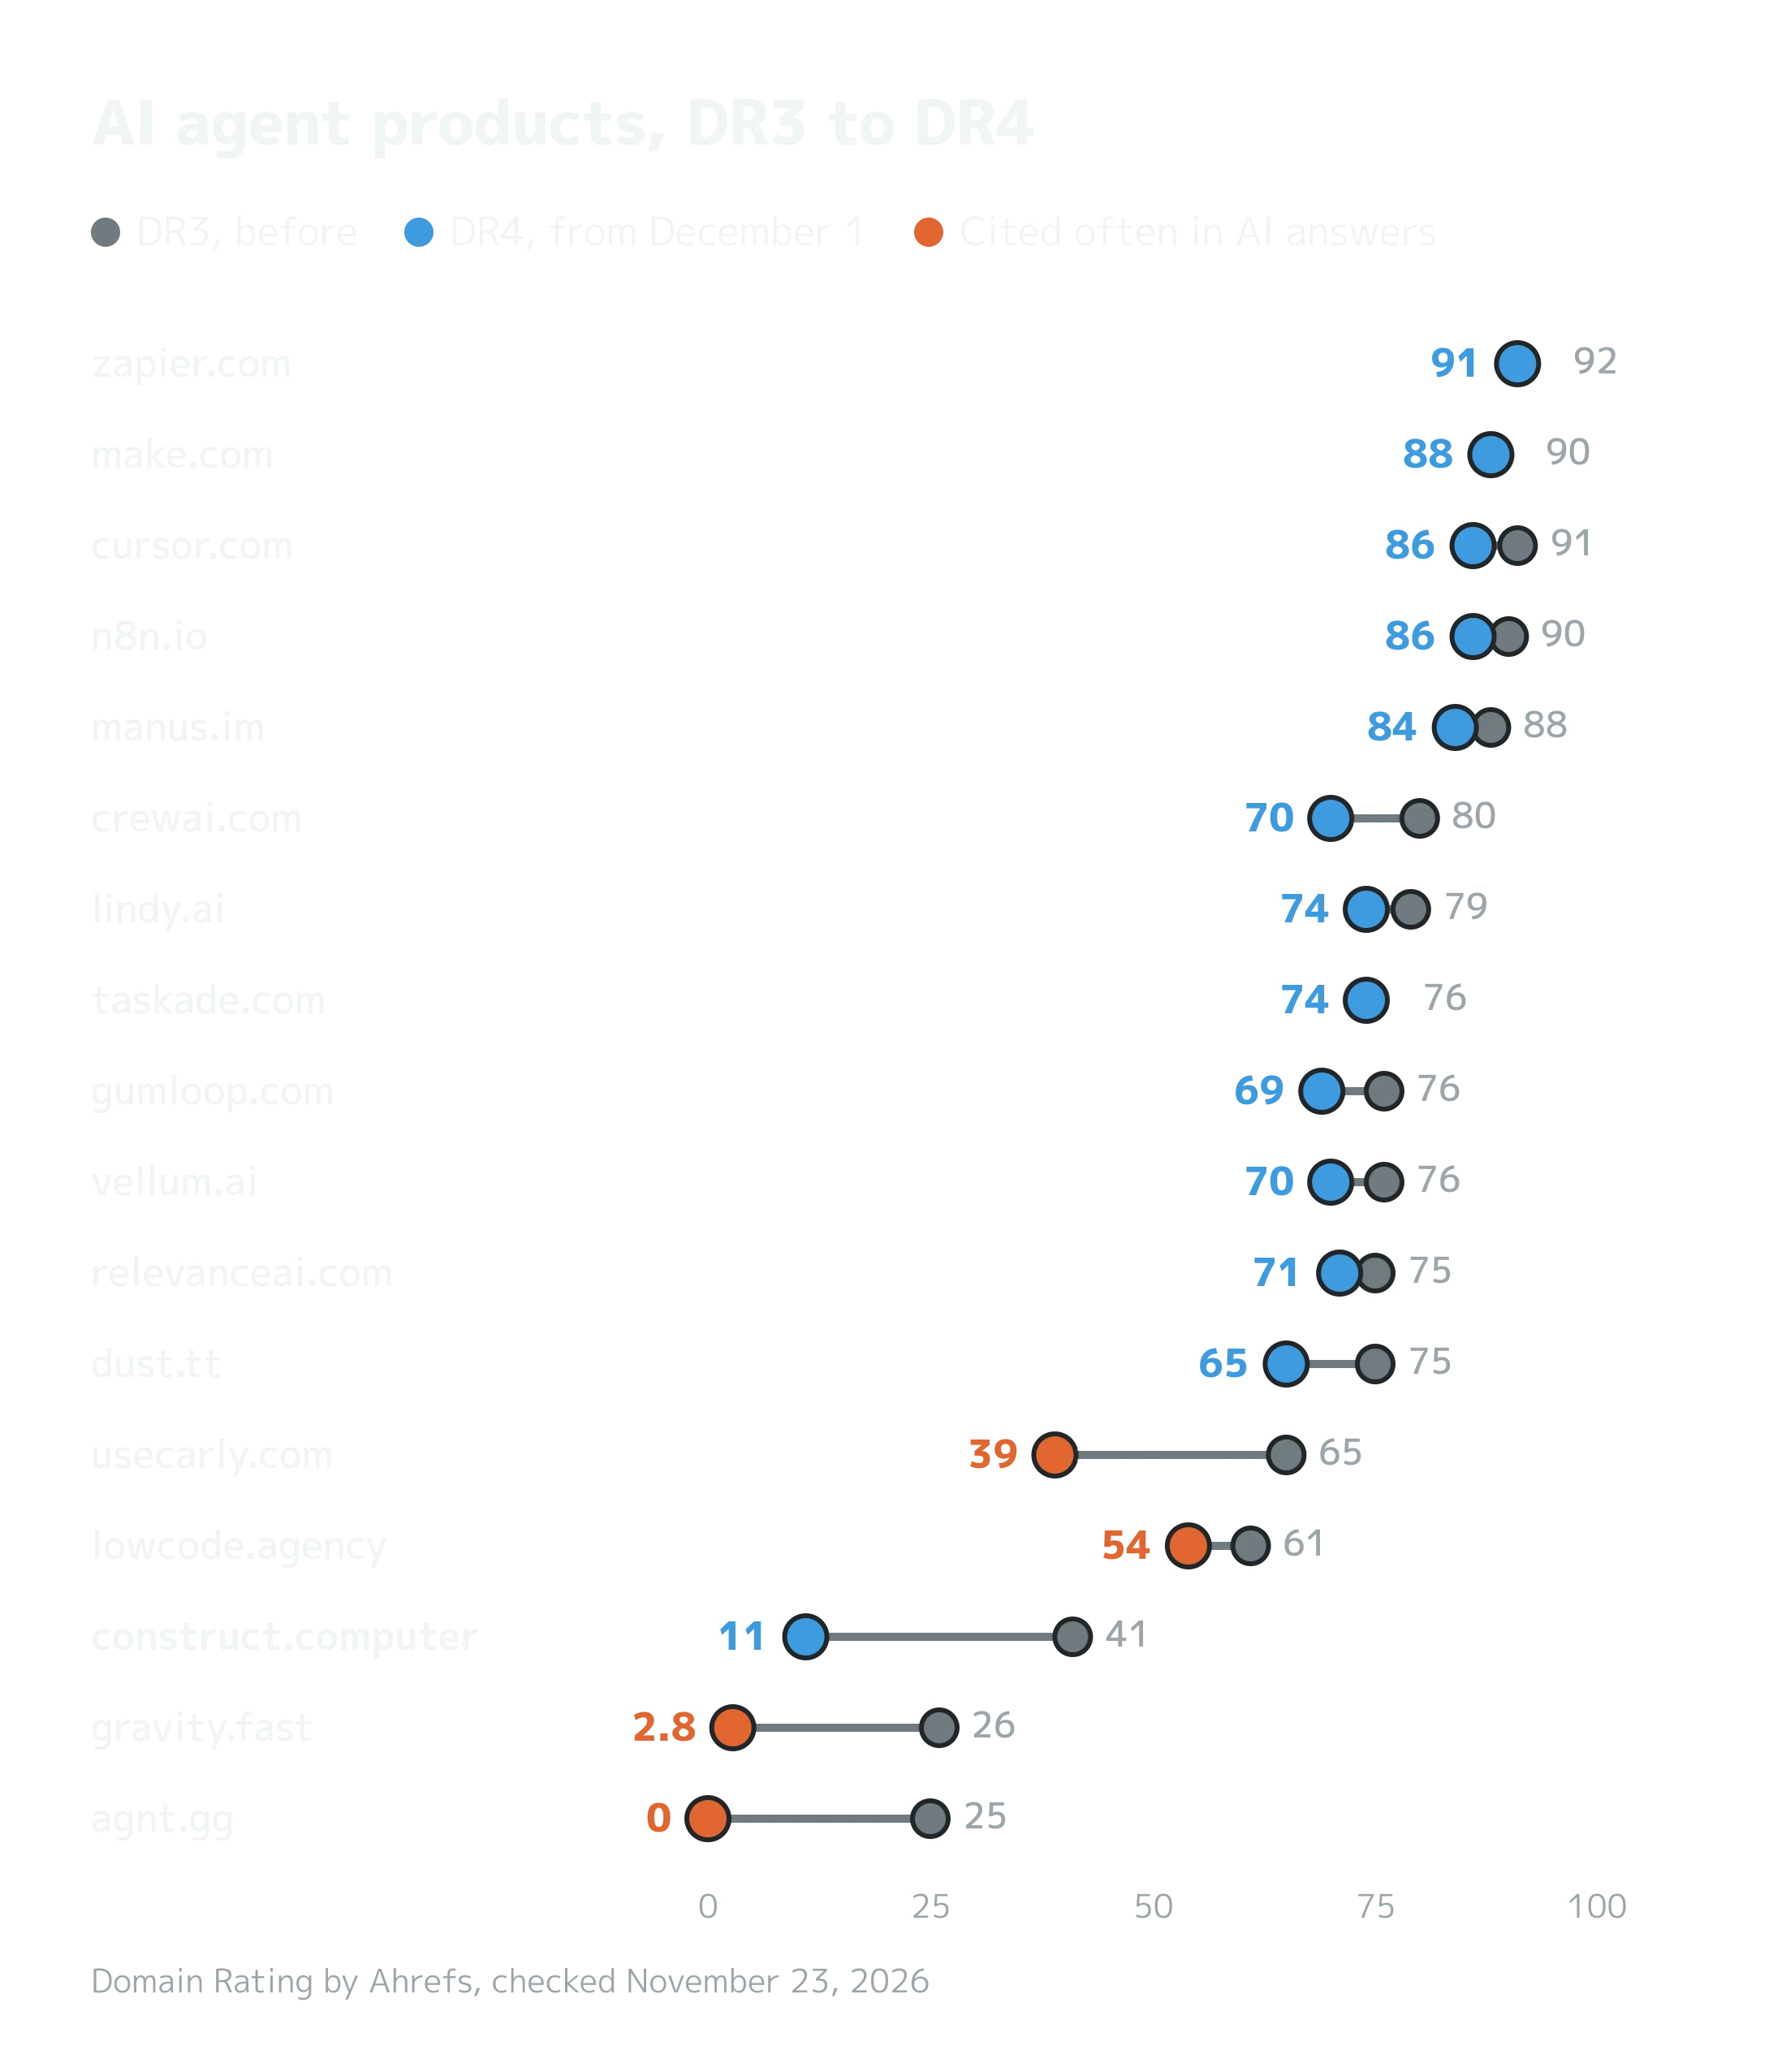 AI agent products, DR3 to DR4
DR3, before DR4, from December 1 Cited often in AI answers
zapier.com 91 92
make.com 88 90
cursor.com 86 91
n8n.io 86 90
manus.im 84 88
crewai.com 70 80
lindy.ai 74 79
taskade.com 74 76
gumloop.com 69 76
vellum.ai 70 76
relevanceai.com 71 75
dust.tt 65 75
usecarly.com 39 65
lowcode.agency 54 61
construct.computer 11 41
gravity.fast 2.8 26
agnt.gg 0 25
0 25 50 75 100
Domain Rating by Ahrefs, checked November 23, 2026